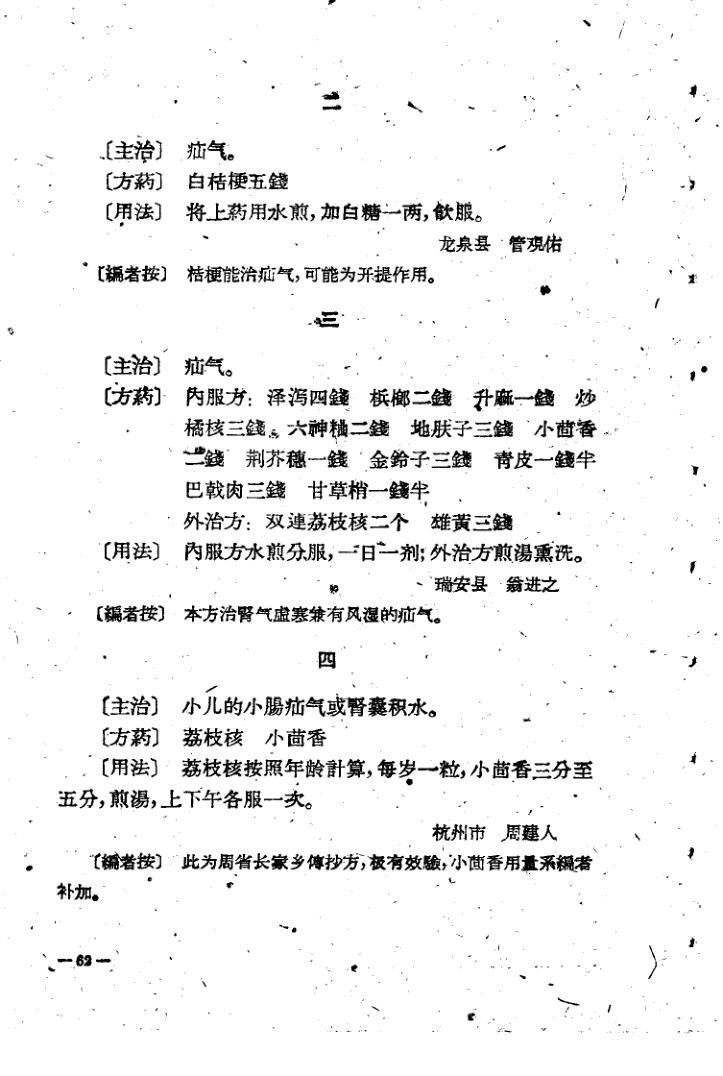 二
〔主治〕 疝气。
〔方葯〕 白桔梗五錢
〔用法〕 将上葯用水煎，加白糖一两，飲服。
龙泉县 管观佑
〔編者按〕 桔梗能治疝气，可能为开提作用。
三
〔主治〕 疝气。
〔方葯〕 內服方：泽泻四錢 梹榔二錢 升麻一錢 炒
橘核三錢 六神粬二錢 地肤子三錢 小茴香
二錢 荆芥穗一錢 金鈴子三錢 青皮一錢半
巴戟肉三錢 甘草梢一錢半
外治方：双連荔枝核二个 雄黄三錢
〔用法〕 內服方水煎分服，一日一剂；外治方煎湯熏洗。
瑞安县 翁进之
〔編者按〕 本方治腎气虚寒兼有风湿的疝气。
四
〔主治〕 小儿的小腸疝气或腎囊积水。
〔方葯〕 荔枝核 小茴香
〔用法〕 荔枝核按照年龄計算，每岁一粒，小茴香三分至
五分，煎湯，上下午各服一次。
杭州市 周建人
〔編者按〕 此为周省长家乡傳抄方，极有效驗，小茴香用量系編者
补加。
— 62 —